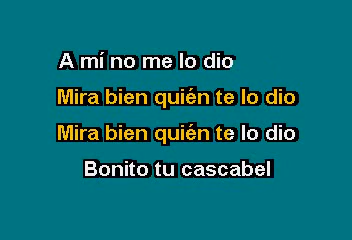 A mí no me lo dio
Mira bien quién te lo dio
Mira bien quién te lo dio
Bonito tu cascabel